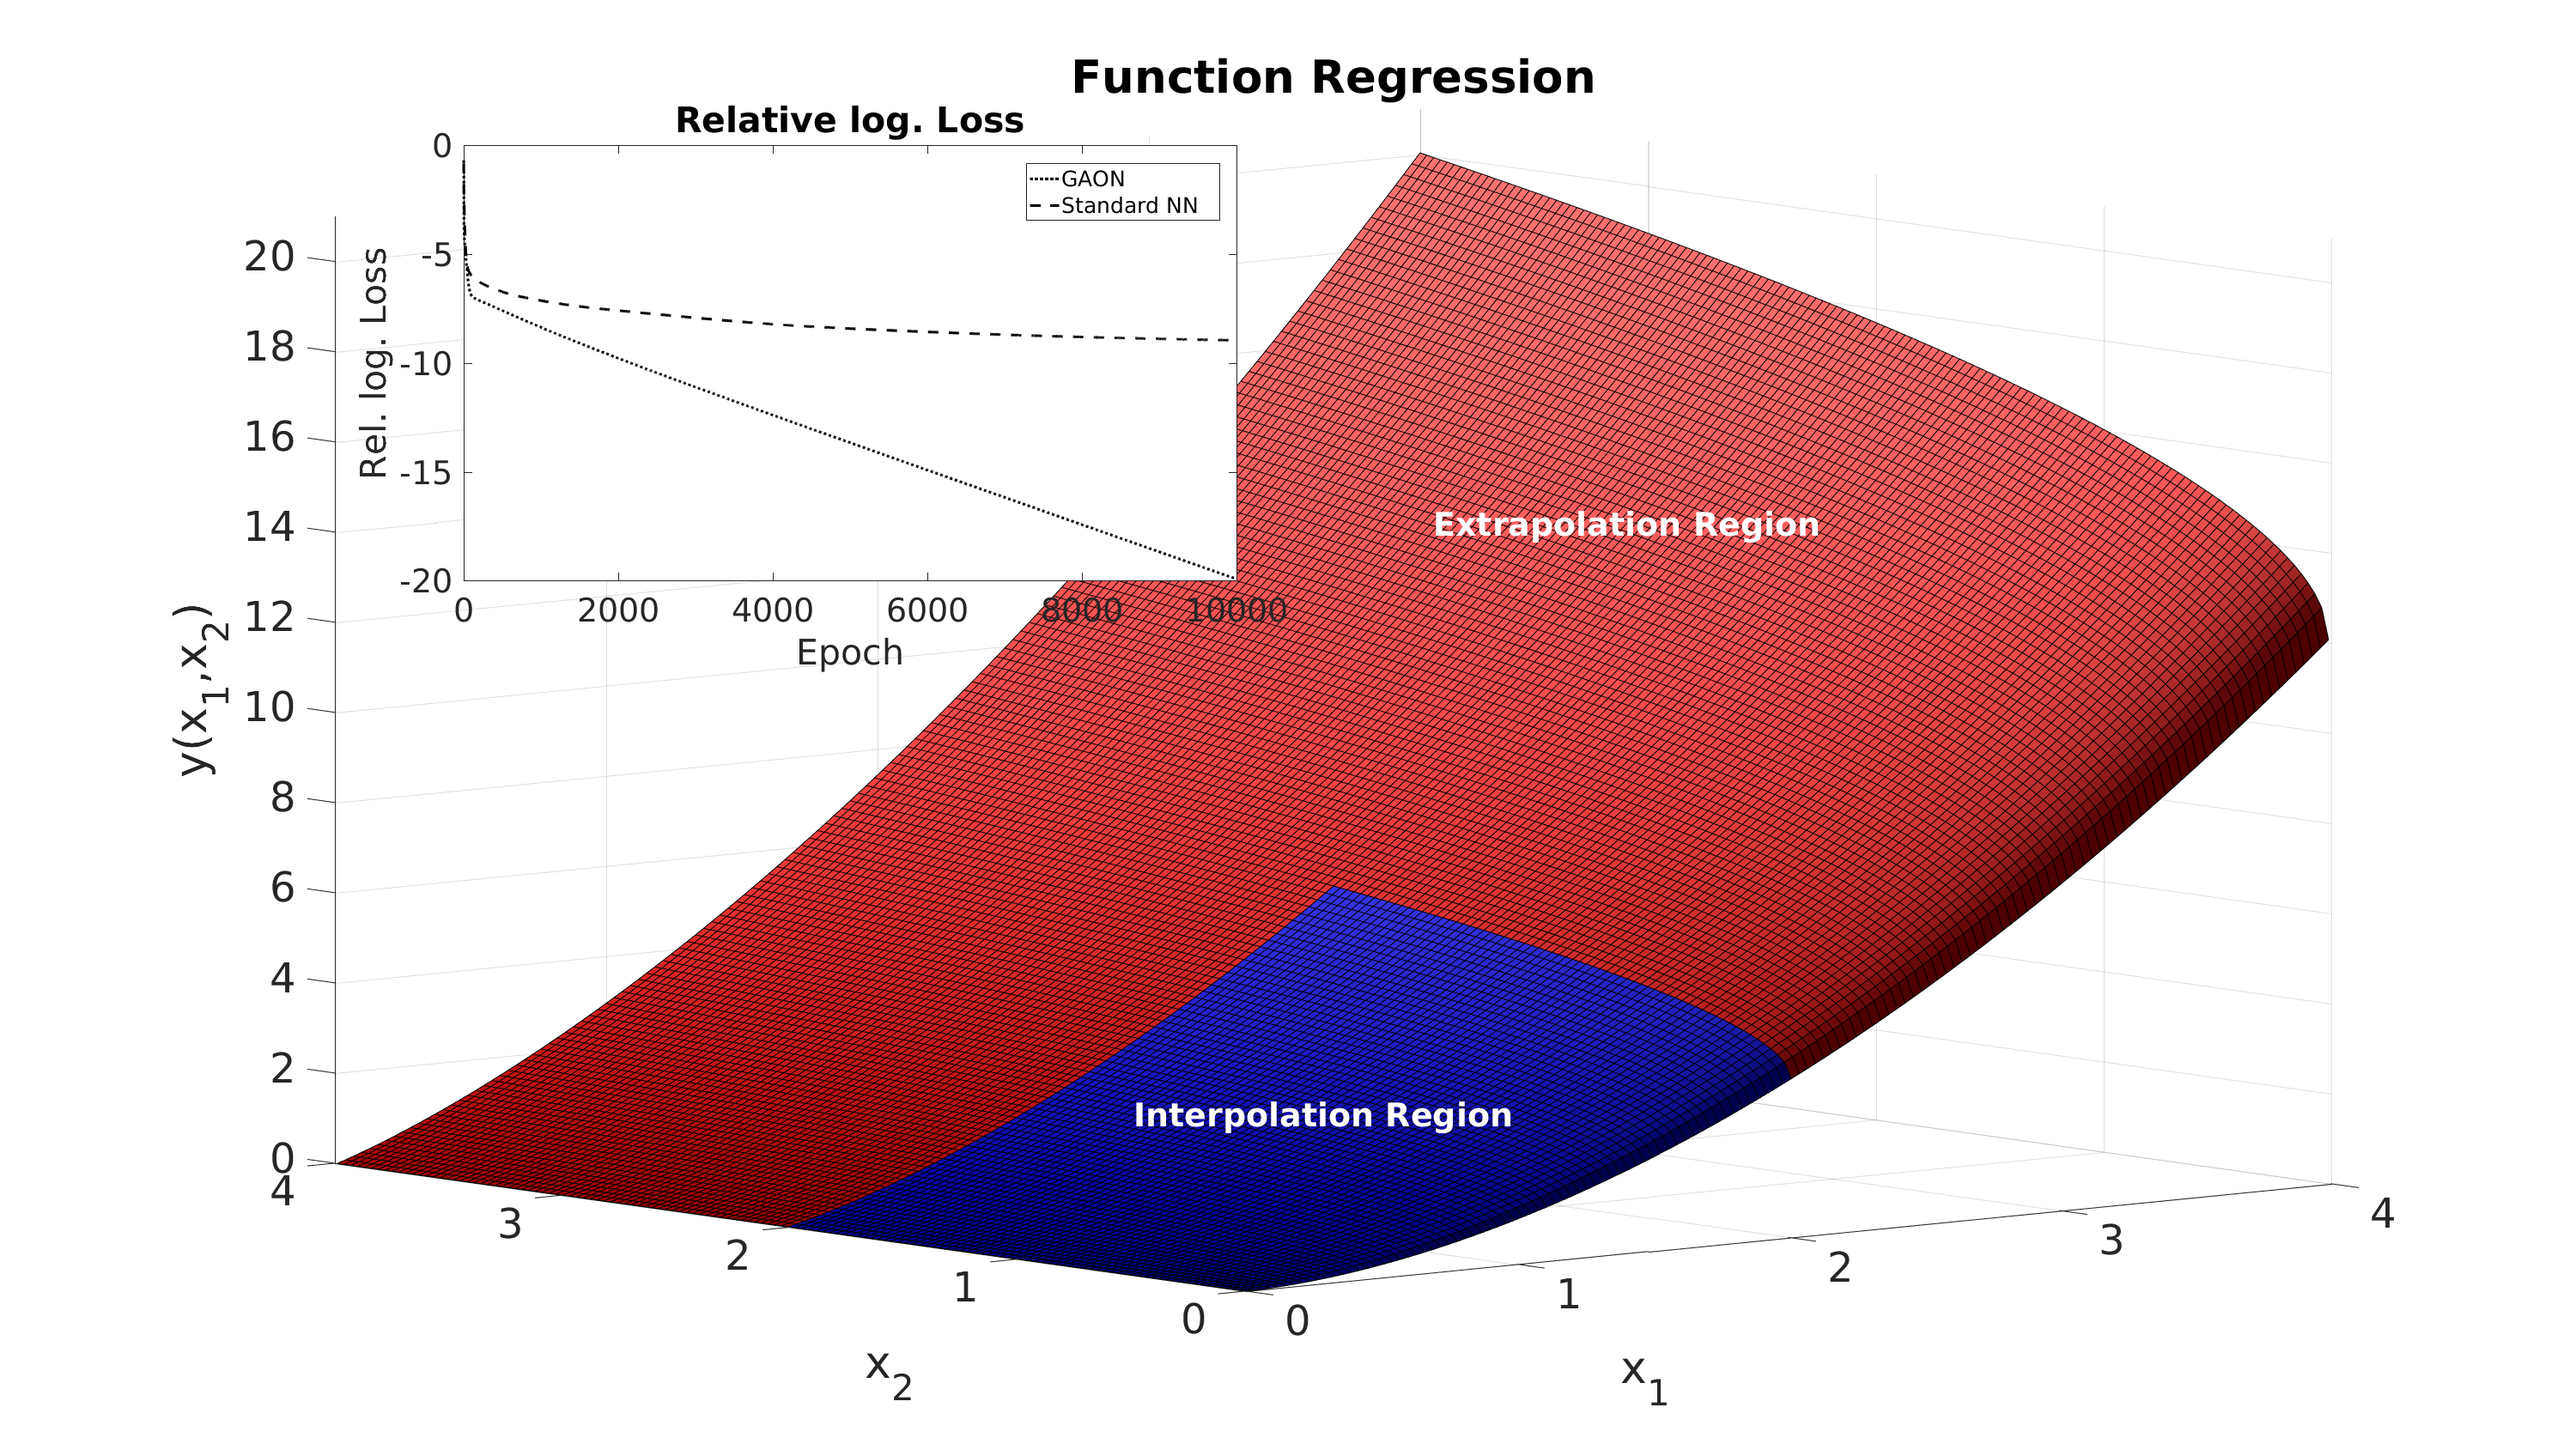 Function Regression
Relative log. Loss
GAON
Standard NN
Rel. log. Loss
0
-5
-10
-15
-20
0 2000 4000 6000 8000 10000
Epoch
y(x1,x2)
20
18
16
14
12
10
8
6
4
2
0
Extrapolation Region
Interpolation Region
4 3 2 1 0
x2
0 1 2 3 4
x1